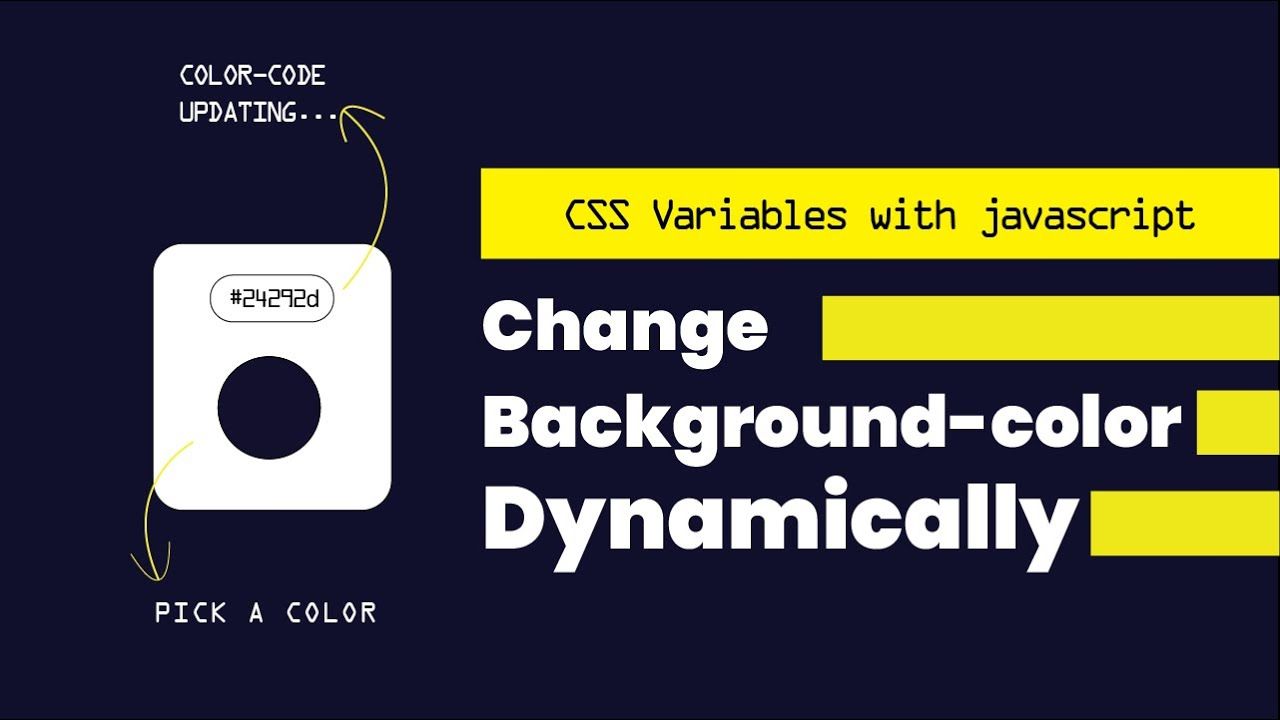 COLOR-CODE
UPDATING...
#24292d
PICK A COLOR
CSS Variables with javascript
Change
Background-color
Dynamically